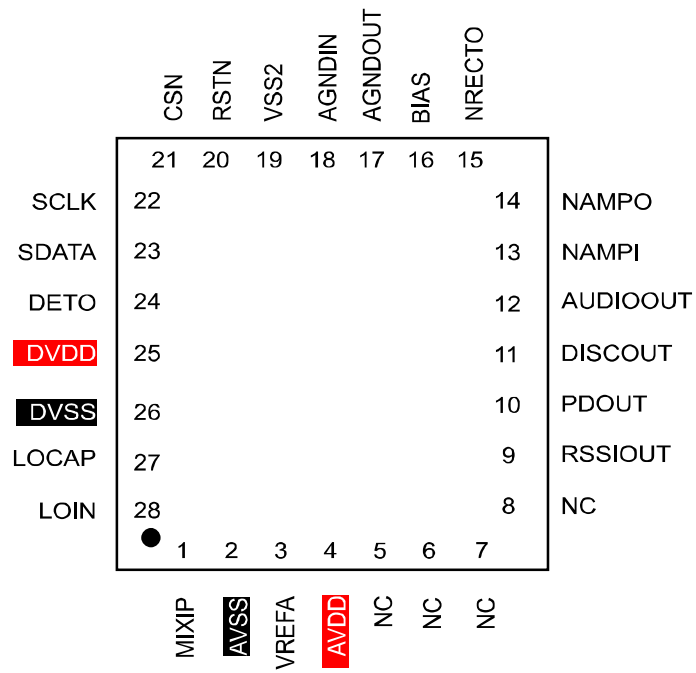 CSN RSTN VSS2 AGNDIN AGNDOUT BIAS NRECTO
21 20 19 18 17 16 15
SCLK 22 14 NAMPO
SDATA 23 13 NAMPI
DETO 24 12 AUDIOOUT
DVDD 25 11 DISCOUT
DVSS 26 10 PDOUT
LOCAP 27 9 RSSIOUT
LOIN 28 8 NC
1 2 3 4 5 6 7
MIXIP AVSS VREFA AVDD NC NC NC